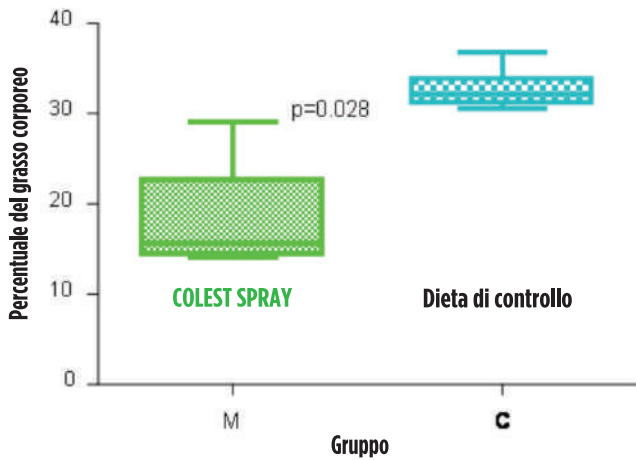 Percentuale del grasso corporeo
40
30
20
10
0
p=0.028
COLEST SPRAY
Dieta di controllo
M
C
Gruppo